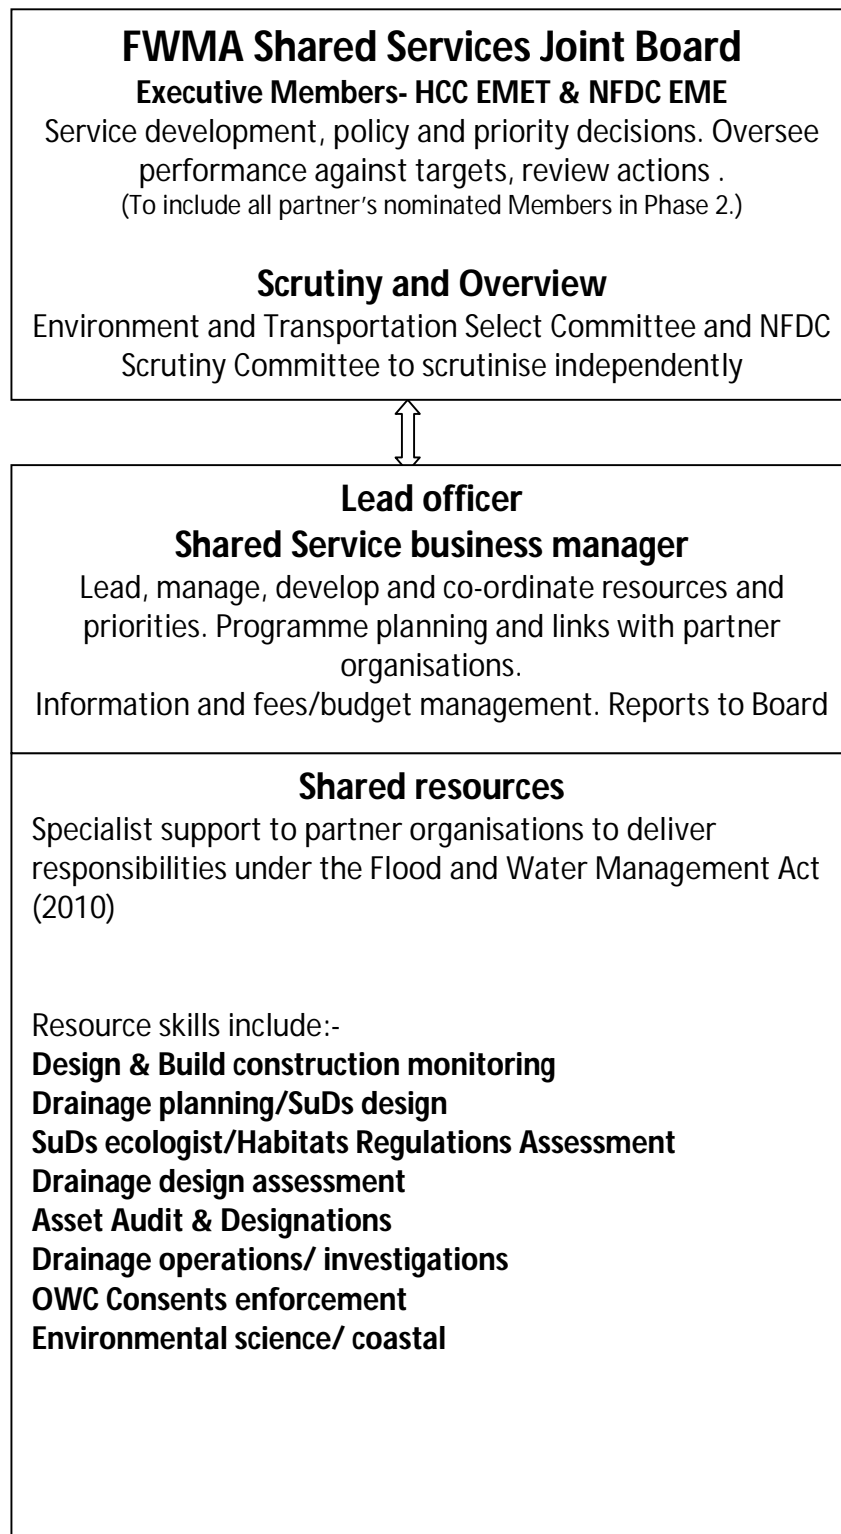 FWMA Shared Services Joint Board
Executive Members- HCC EMET & NFDC EME
Service development, policy and priority decisions. Oversee
performance against targets, review actions .
(To include all partner's nominated Members in Phase 2.)
Scrutiny and Overview
Environment and Transportation Select Committee and NFDC
Scrutiny Committee to scrutinise independently
Lead officer
Shared Service business manager
Lead, manage, develop and co-ordinate resources and
priorities. Programme planning and links with partner
organisations.
Information and fees/budget management. Reports to Board
Shared resources
Specialist support to partner organisations to deliver
responsibilities under the Flood and Water Management Act
(2010)
Resource skills include:-
Design & Build construction monitoring
Drainage planning/SuDs design
SuDs ecologist/Habitats Regulations Assessment
Drainage design assessment
Asset Audit & Designations
Drainage operations/ investigations
OWC Consents enforcement
Environmental science/ coastal